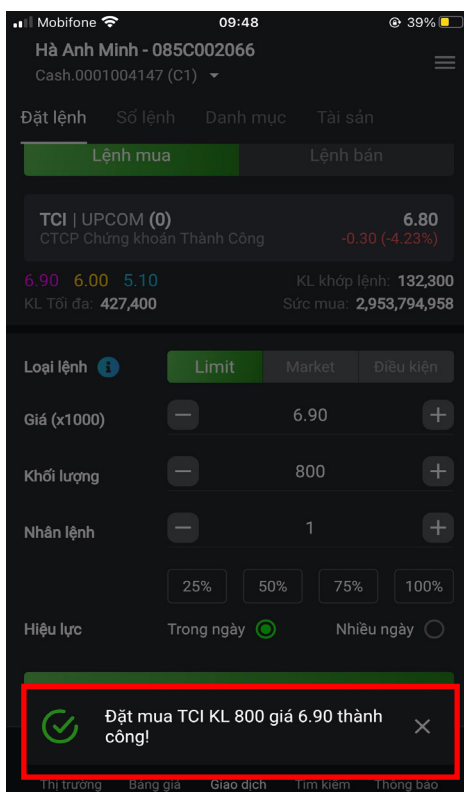 Mobifone 09:48 39%
Hà Anh Minh - 085C002066
Cash.0001004147 (C1)
Đặt lệnh Sổ lệnh Danh mục Tài sản
Lệnh mua Lệnh bán
TCI | UPCOM (0) 6.80
CTCP Chứng khoán Thành Công -0.30 (-4.23%)
6.90 6.00 5.10 KL khớp lệnh: 132,300
KL Tối đa: 427,400 Sức mua: 2,953,794,958
Loại lệnh i Limit Market Điều kiện
Giá (x1000) 6.90
Khối lượng 800
Nhân lệnh 1
25% 50% 75% 100%
Hiệu lực Trong ngày Nhiều ngày
Đặt mua TCI KL 800 giá 6.90 thành
công!
Thị trường Bảng giá Giao dịch Tìm kiếm Thông báo